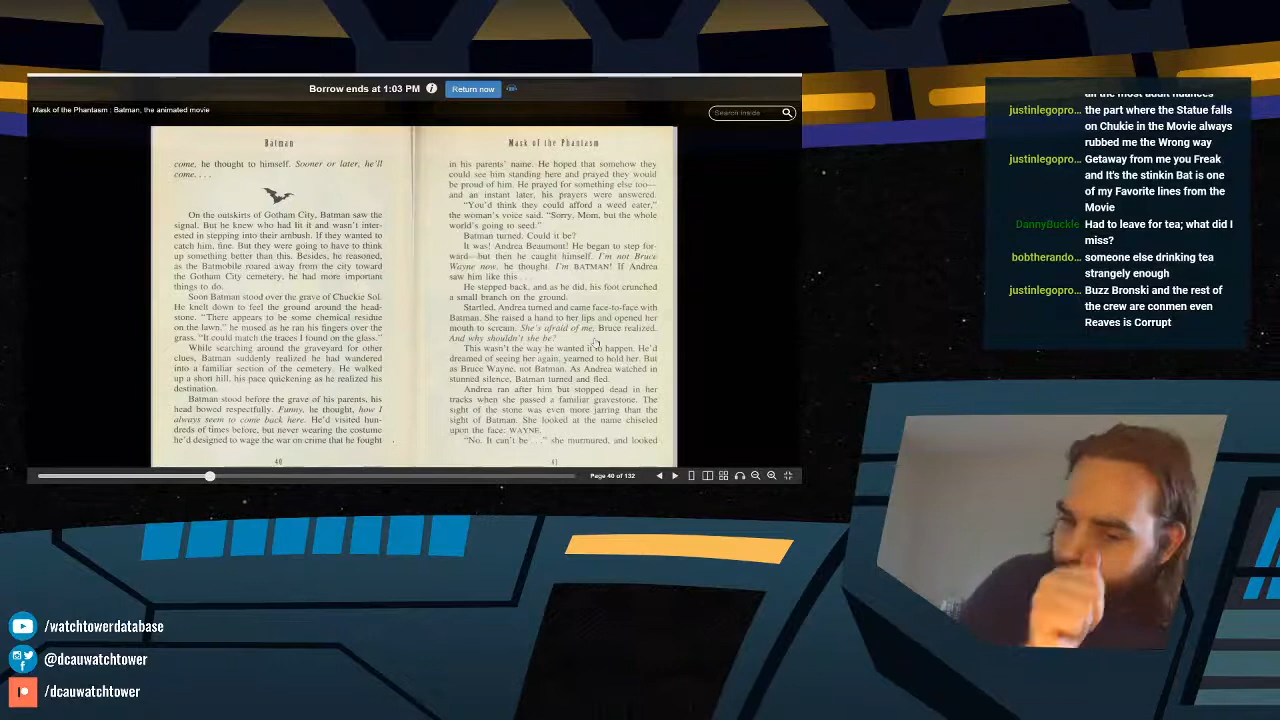 Borrow ends at 1:03 PM
Return now
Mask of the Phantasm : Batman, the animated movie
Search inside
Batman
come, he thought to himself. Sooner or later, he'll
come. . . .
On the outskirts of Gotham City, Batman saw the
signal. But he knew who had lit it and wasn't inter-
ested in stepping into their ambush. If they wanted to
catch him, fine. But they were going to have to think
up something better than this. Besides, he reasoned,
as the Batmobile roared away from the city toward
the Gotham City cemetery, he had more important
things to do.
Soon Batman stood over the grave of Chuckie Sol.
He knelt down to feel the ground around the head-
stone. "There appears to be some chemical residue
on the lawn," he mused as he ran his fingers over the
grass. "It could match the traces I found on the glass."
While searching around the graveyard for other
clues, Batman suddenly realized he had wandered
into a familiar section of the cemetery. He walked
up a short hill, his pace quickening as he realized his
destination.
Batman stood before the grave of his parents, his
head bowed respectfully. Funny, he thought, how I
always seem to come back here. He'd visited hun-
dreds of times before, but never wearing the costume
he'd designed to wage the war on crime that he fought
40
Mask of the Phantasm
in his parents' name. He hoped that somehow they
could see him standing here and prayed they would
be proud of him. He prayed for something else too—
and an instant later, his prayers were answered.
"You'd think they could afford a weed eater,"
the woman's voice said. "Sorry, Mom, but the whole
world's going to seed."
Batman turned. Could it be?
It was! Andrea Beaumont! He began to step for-
ward—but then he caught himself. I'm not Bruce
Wayne now, he thought. I'm BATMAN! If Andrea
saw him like this . . .
He stepped back, and as he did, his foot crunched
a small branch on the ground.
Startled, Andrea turned and came face-to-face with
Batman. She raised a hand to her lips and opened her
mouth to scream. She's afraid of me, Bruce realized.
And why shouldn't she be?
This wasn't the way he wanted it to happen. He'd
dreamed of seeing her again, yearned to hold her. But
as Bruce Wayne, not Batman. As Andrea watched in
stunned silence, Batman turned and fled.
Andrea ran after him but stopped dead in her
tracks when she passed a familiar gravestone. The
sight of the stone was even more jarring than the
sight of Batman. She looked at the name chiseled
upon the face: WAYNE.
"No. It can't be . . ." she murmured, and looked
41
Page 40 of 132
all the most adult nuances
justinlegopro... the part where the Statue falls
on Chukie in the Movie always
rubbed me the Wrong way
justinlegopro... Getaway from me you Freak
and It's the stinkin Bat is one
of my Favorite lines from the
Movie
DannyBuckle Had to leave for tea; what did I
miss?
bobtherando... someone else drinking tea
strangely enough
justinlegopro... Buzz Bronski and the rest of
the crew are conmen even
Reaves is Corrupt
/watchtowerdatabase
@dcauwatchtower
/dcauwatchtower